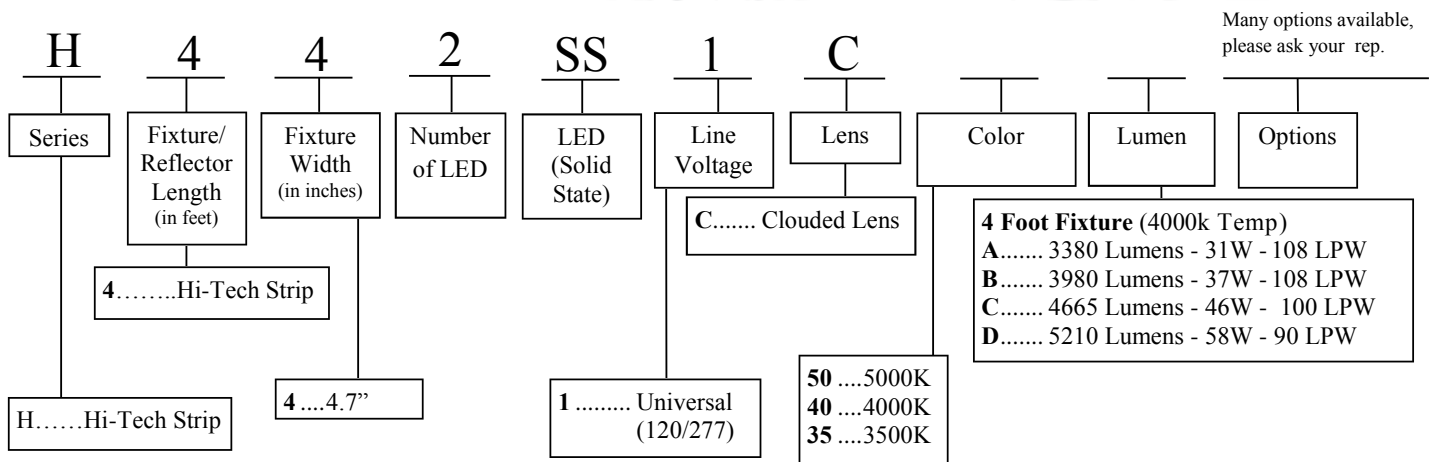 Many options available,
please ask your rep.
H 4 4 2 SS 1 C
Series
Fixture/
Reflector
Length
(in feet)
Fixture
Width
(in inches)
Number
of LED
LED
(Solid
State)
Line
Voltage
Lens
Color
Lumen
Options
C....... Clouded Lens
4 Foot Fixture (4000k Temp)
A....... 3380 Lumens - 31W - 108 LPW
B....... 3980 Lumens - 37W - 108 LPW
C....... 4665 Lumens - 46W - 100 LPW
D....... 5210 Lumens - 58W - 90 LPW
4……..Hi-Tech Strip
H……Hi-Tech Strip
4 ....4.7”
1 ......... Universal
(120/277)
50 ....5000K
40 ....4000K
35 ....3500K